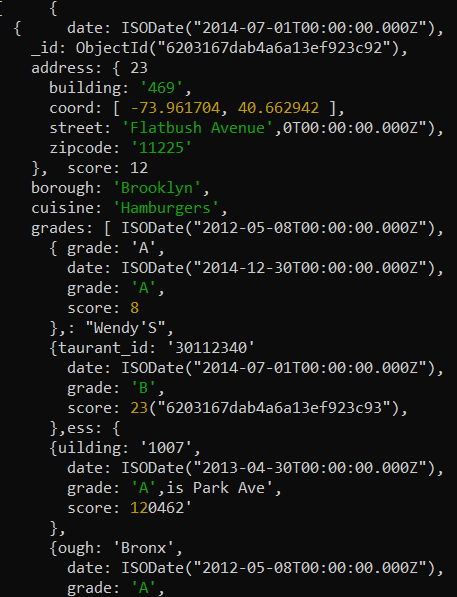 [     {
{     date: ISODate("2014-07-01T00:00:00.000Z"),
_id: ObjectId("6203167dab4a6a13ef923c92"),
address: { 23
building: '469',
coord: [ -73.961704, 40.662942 ],
street: 'Flatbush Avenue',0T00:00:00.000Z"),
zipcode: '11225'
},  score: 12
borough: 'Brooklyn',
cuisine: 'Hamburgers',
grades: [ ISODate("2012-05-08T00:00:00.000Z"),
{ grade: 'A',
date: ISODate("2014-12-30T00:00:00.000Z"),
grade: 'A',
score: 8
},: "Wendy'S",
{taurant_id: '30112340'
date: ISODate("2014-07-01T00:00:00.000Z"),
grade: 'B',
score: 23("6203167dab4a6a13ef923c93"),
},ess: {
{uilding: '1007',
date: ISODate("2013-04-30T00:00:00.000Z"),
grade: 'A',is Park Ave',
score: 120462'
},
{ough: 'Bronx',
date: ISODate("2012-05-08T00:00:00.000Z"),
grade: 'A',